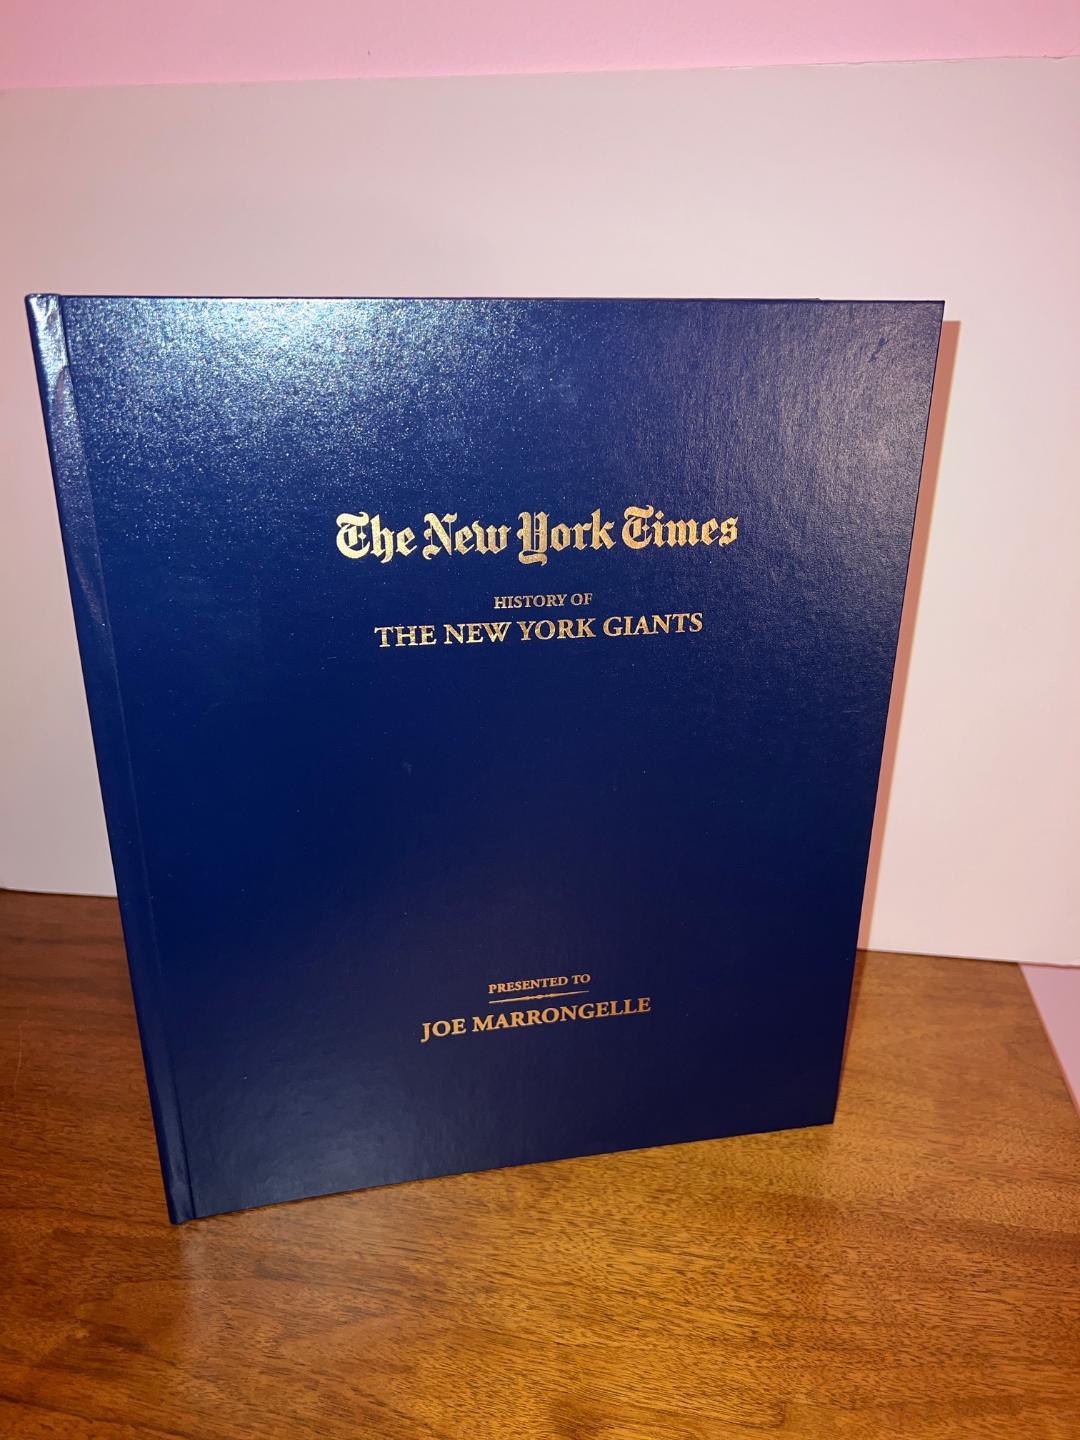 The New York Times
HISTORY OF
THE NEW YORK GIANTS
PRESENTED TO
JOE MARRONGELLE